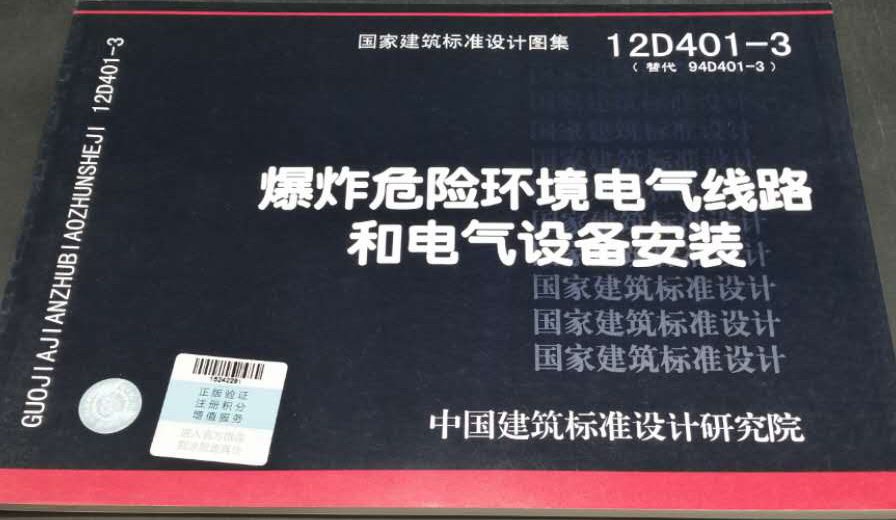 国家建筑标准设计图集 12D401-3
(替代 94D401-3)
GUOJIAJIANZHUBIAOZHUNSHEJI 12D401-3
爆炸危险环境电气线路
和电气设备安装
国家建筑标准设计
国家建筑标准设计
国家建筑标准设计
正版验证
注册积分
增值服务
中国建筑标准设计研究院